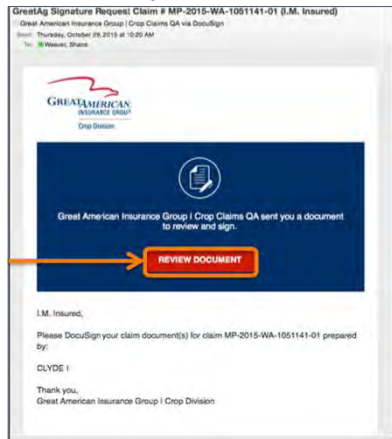 GreatAg Signature Request Claim # MP-2015-WA-1051141-01 (I.M. Insured)
Great American Insurance Group | Crop Claims QA via DocuSign
Sent: Thursday, October 29, 2015 at 10:20 AM
To: Weaver, Shane
GREATAMERICAN
INSURANCE GROUP
Crop Division
Great American Insurance Group | Crop Claims QA sent you a document
to review and sign.
REVIEW DOCUMENT
I.M. Insured,
Please DocuSign your claim document(s) for claim MP-2015-WA-1051141-01 prepared
by:
CLYDE I
Thank you,
Great American Insurance Group | Crop Division